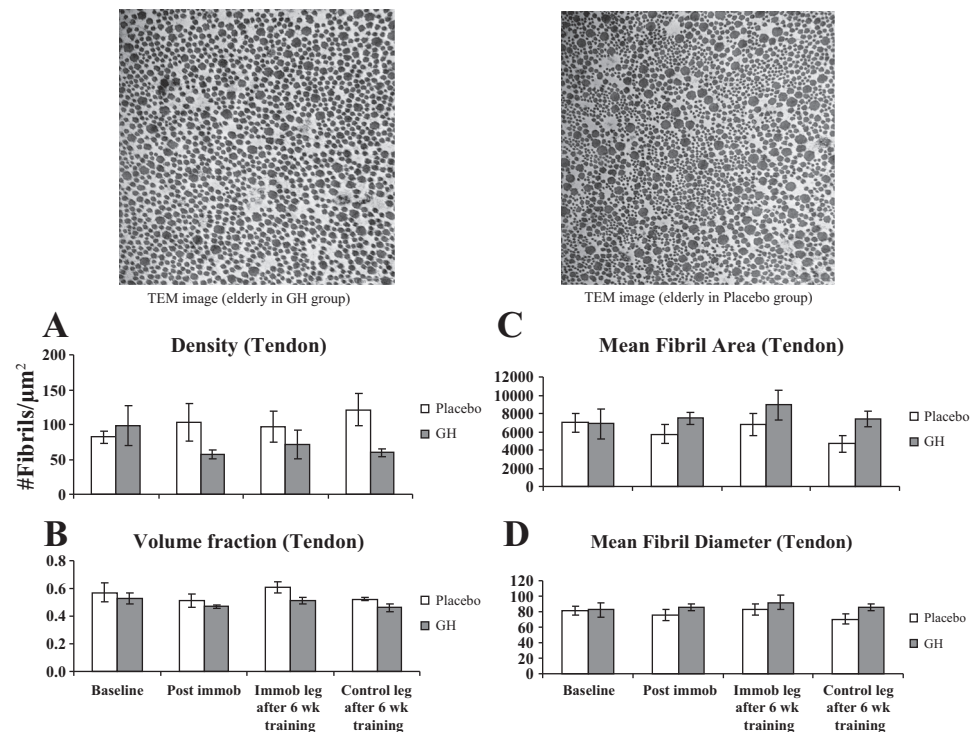 TEM image (elderly in GH group)
TEM image (elderly in Placebo group)
A
Density (Tendon)
#Fibrils/µm²
200
150
100
50
0
Placebo
GH
C
Mean Fibril Area (Tendon)
12000
10000
8000
6000
4000
2000
0
Placebo
GH
B
Volume fraction (Tendon)
0.8
0.6
0.4
0.2
0.0
Placebo
GH
Baseline
Post immob
Immob leg
after 6 wk
training
Control leg
after 6 wk
training
D
Mean Fibril Diameter (Tendon)
120
100
80
60
40
20
0
Placebo
GH
Baseline
Post immob
Immob leg
after 6 wk
training
Control leg
after 6 wk
training